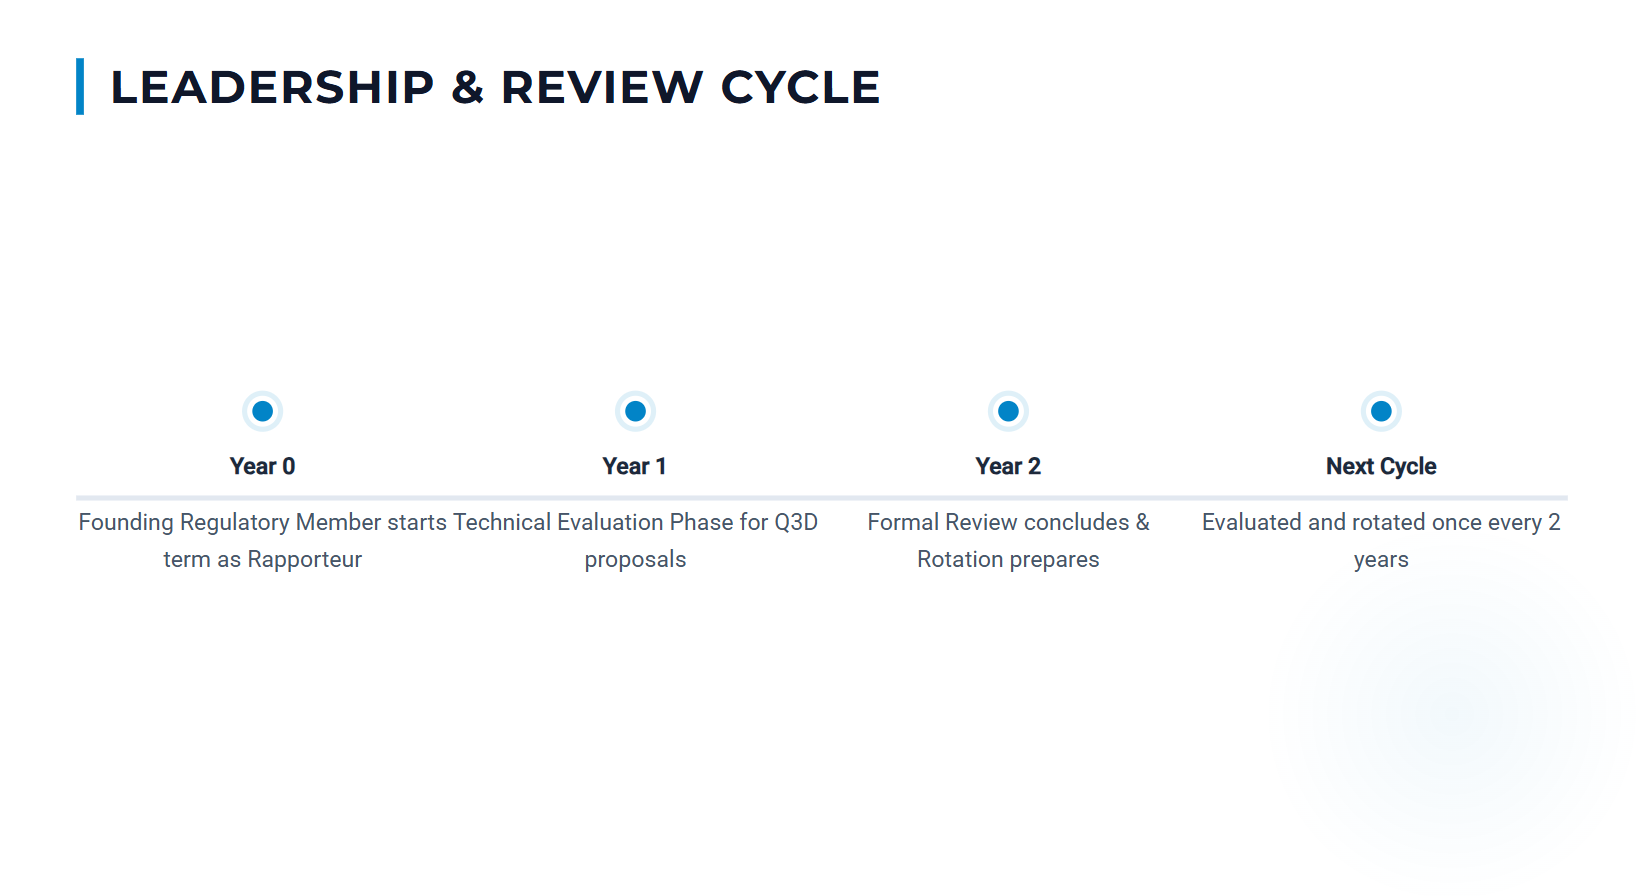 LEADERSHIP & REVIEW CYCLE
Year 0
Founding Regulatory Member starts
term as Rapporteur
Year 1
Technical Evaluation Phase for Q3D
proposals
Year 2
Formal Review concludes &
Rotation prepares
Next Cycle
Evaluated and rotated once every 2
years